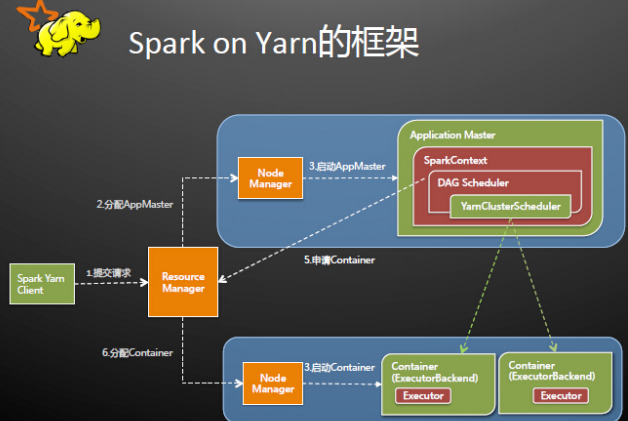 Spark on Yarn的框架
Application Master
SparkContext
DAG Scheduler
YarnClusterScheduler
Node
Manager
3.启动AppMaster
2.分配AppMaster
5.申请Container
Spark Yarn
Client
1.提交请求
Resource
Manager
6.分配Container
Node
Manager
3.启动Container
Container
(ExecutorBackend)
Executor
Container
(ExecutorBackend)
Executor